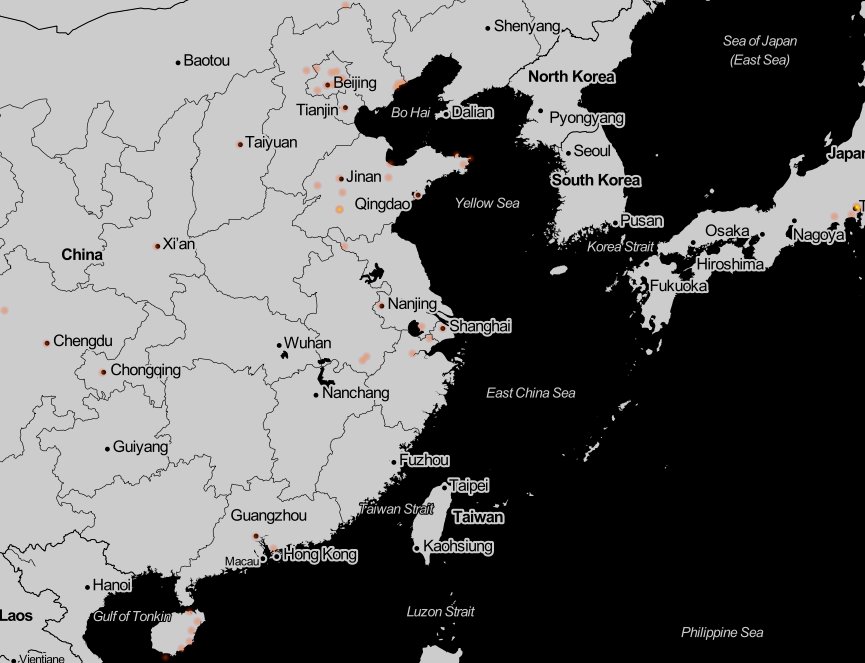 Shenyang
Sea of Japan
(East Sea)
Baotou
North Korea
Beijing
Tianjin
Bo Hai
Dalian
Pyongyang
Taiyuan
Seoul
Japan
Jinan
South Korea
Qingdao
Yellow Sea
T
Pusan
Osaka
Nagoya
Xi'an
China
Korea Strait
Hiroshima
Fukuoka
Nanjing
Shanghai
Chengdu
Wuhan
Chongqing
Nanchang
East China Sea
Guiyang
Fuzhou
Taipei
Guangzhou
Taiwan Strait
Taiwan
Kaohsiung
Macau
Hong Kong
Hanoi
Laos
Gulf of Tonkin
Luzon Strait
Philippine Sea
Vientiane